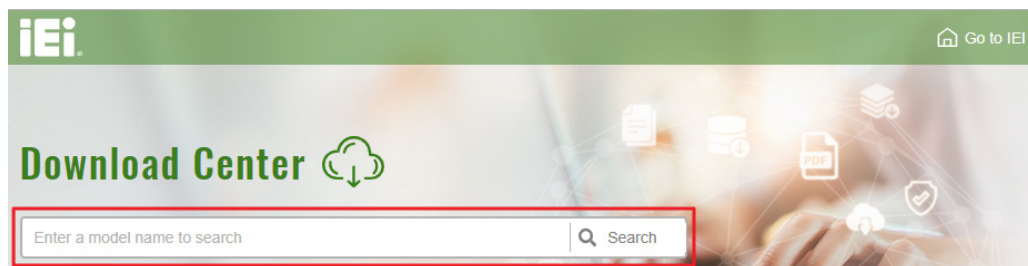 iEi
Go to IEI
Download Center
Enter a model name to search
Search
PDF